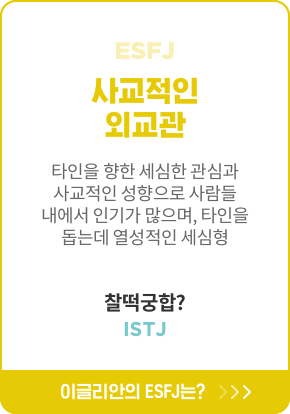 ESFJ
사교적인
외교관
타인을 향한 세심한 관심과
사교적인 성향으로 사람들
내에서 인기가 많으며, 타인을
돕는데 열성적인 세심형
찰떡궁합?
ISTJ
이글리안의 ESFJ는? >>>